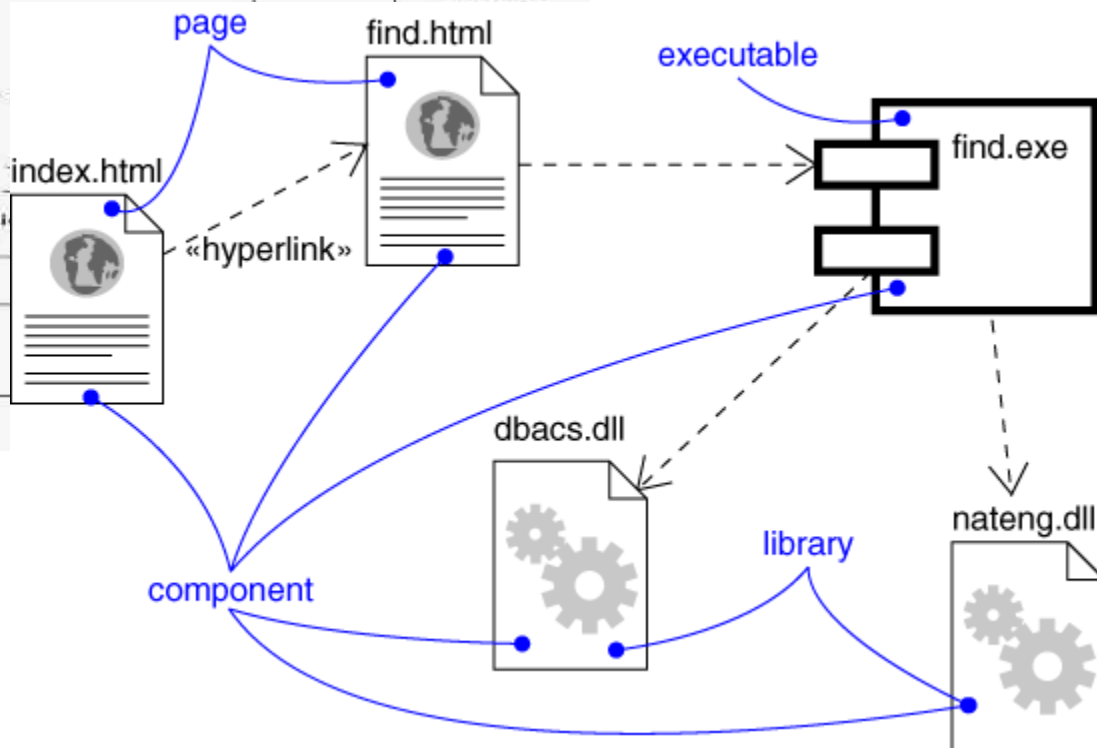 page
find.html
executable
find.exe
index.html
«hyperlink»
dbacs.dll
nateng.dll
library
component